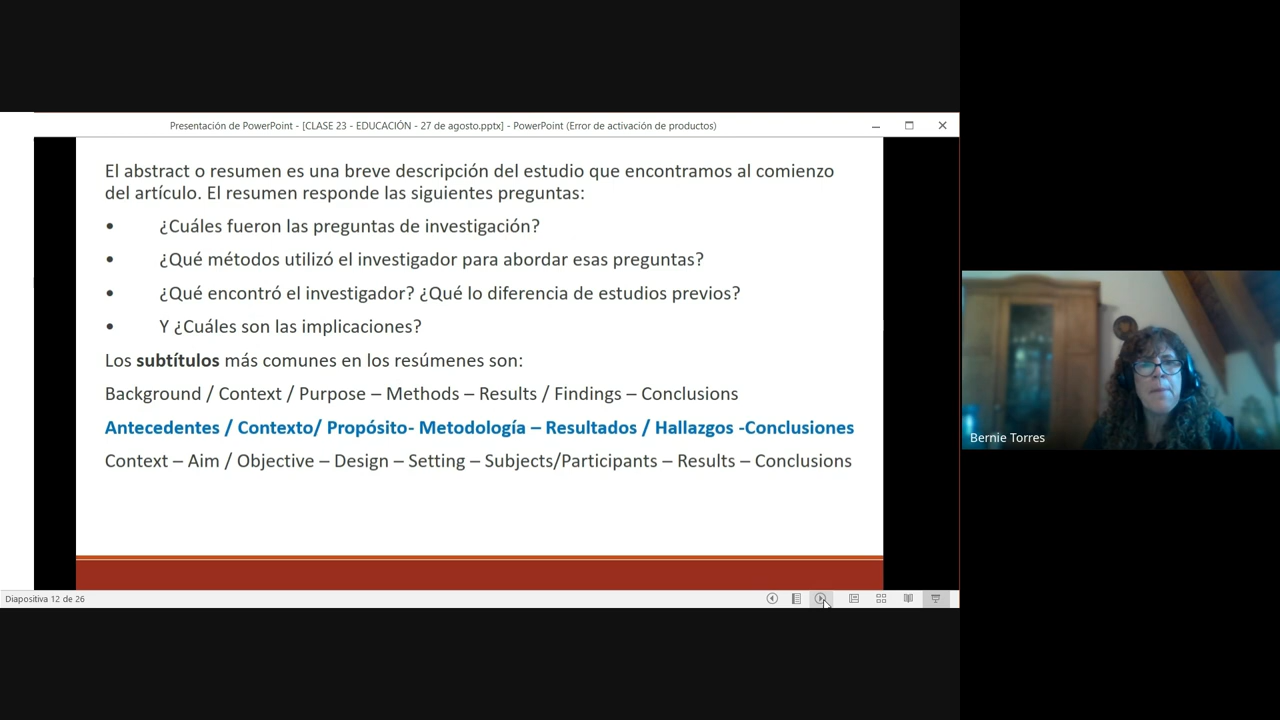 Presentación de PowerPoint - [CLASE 23 - EDUCACIÓN - 27 de agosto.pptx] - PowerPoint (Error de activación de productos)
El abstract o resumen es una breve descripción del estudio que encontramos al comienzo
del artículo. El resumen responde las siguientes preguntas:
• ¿Cuáles fueron las preguntas de investigación?
• ¿Qué métodos utilizó el investigador para abordar esas preguntas?
• ¿Qué encontró el investigador? ¿Qué lo diferencia de estudios previos?
• Y ¿Cuáles son las implicaciones?
Los subtítulos más comunes en los resúmenes son:
Background / Context / Purpose – Methods – Results / Findings – Conclusions
Antecedentes / Contexto/ Propósito- Metodología – Resultados / Hallazgos -Conclusiones
Context – Aim / Objective – Design – Setting – Subjects/Participants – Results – Conclusions
Diapositiva 12 de 26
Bernie Torres